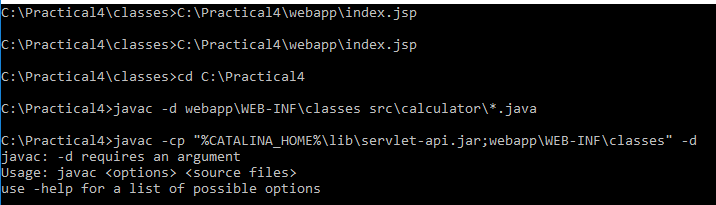 C:\Practical4\classes>C:\Practical4\webapp\index.jsp
C:\Practical4\classes>C:\Practical4\webapp\index.jsp
C:\Practical4\classes>cd C:\Practical4
C:\Practical4>javac -d webapp\WEB-INF\classes src\calculator\*.java
C:\Practical4>javac -cp "%CATALINA_HOME%\lib\servlet-api.jar;webapp\WEB-INF\classes" -d
javac: -d requires an argument
Usage: javac <options> <source files>
use -help for a list of possible options